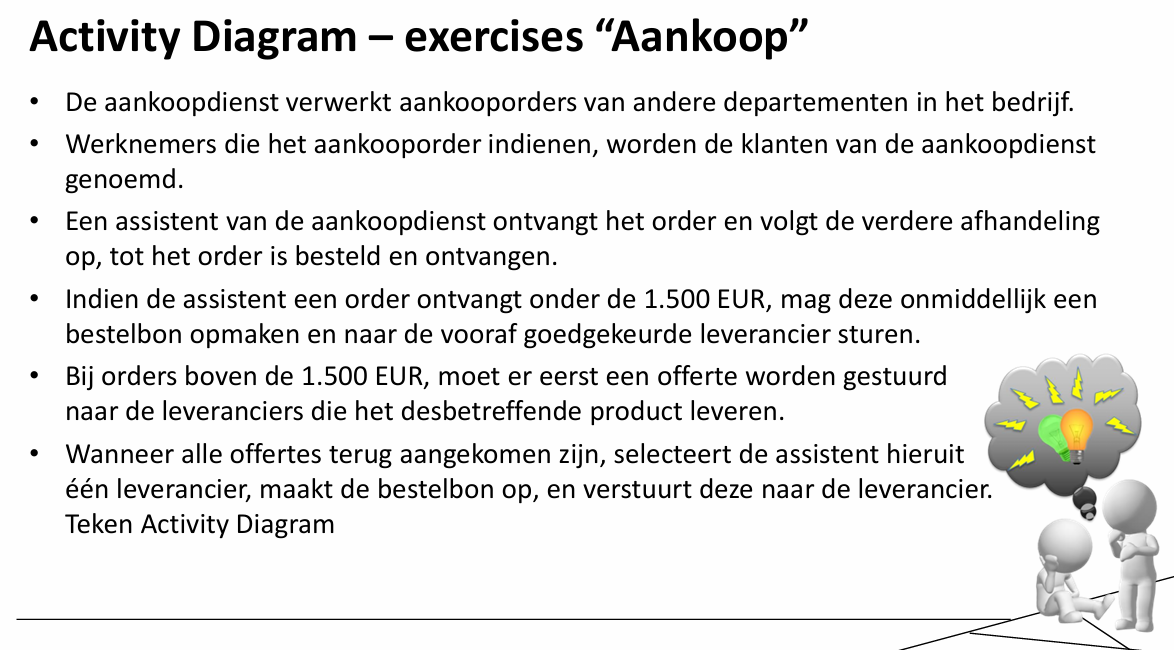 Activity Diagram – exercises “Aankoop”
• De aankoopdienst verwerkt aankooporders van andere departementen in het bedrijf.
• Werknemers die het aankooporder indienen, worden de klanten van de aankoopdienst
genoemd.
• Een assistent van de aankoopdienst ontvangt het order en volgt de verdere afhandeling
op, tot het order is besteld en ontvangen.
• Indien de assistent een order ontvangt onder de 1.500 EUR, mag deze onmiddellijk een
bestelbon opmaken en naar de vooraf goedgekeurde leverancier sturen.
• Bij orders boven de 1.500 EUR, moet er eerst een offerte worden gestuurd
naar de leveranciers die het desbetreffende product leveren.
• Wanneer alle offertes terug aangekomen zijn, selecteert de assistent hieruit
één leverancier, maakt de bestelbon op, en verstuurt deze naar de leverancier.
Teken Activity Diagram